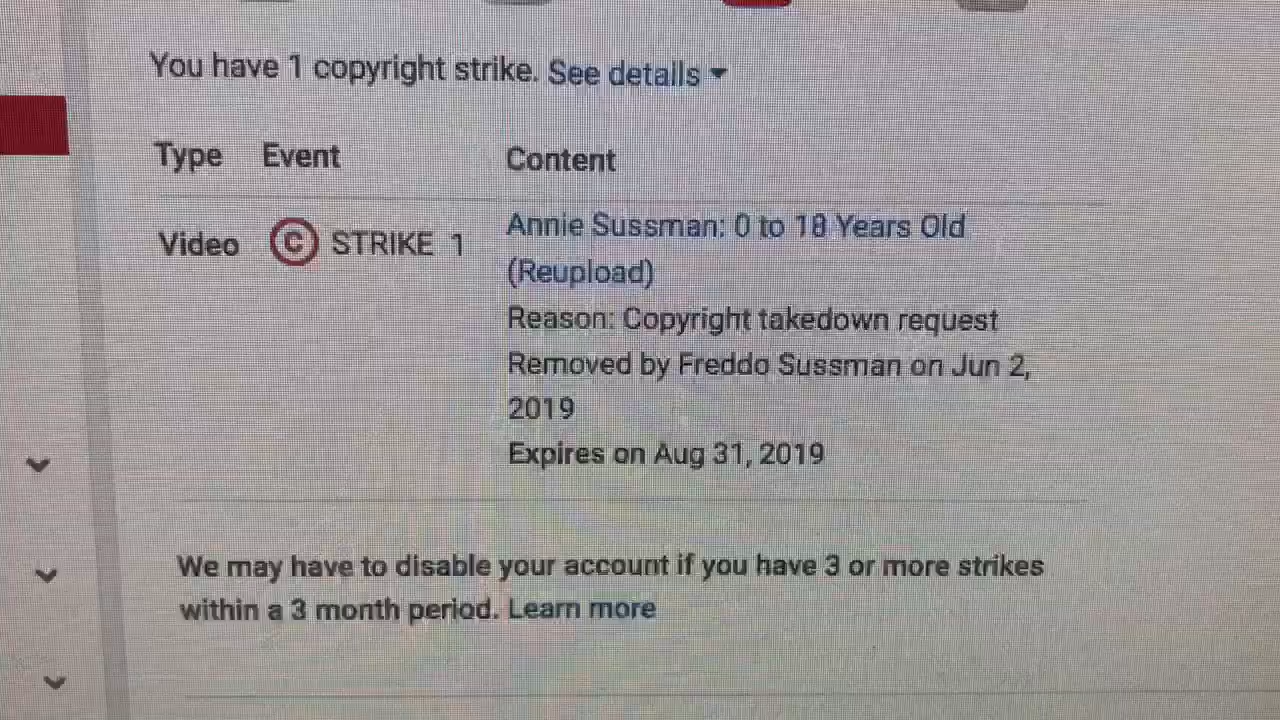 You have 1 copyright strike. See details
Type Event Content
Video © STRIKE 1 Annie Sussman: 0 to 18 Years Old
(Reupload)
Reason: Copyright takedown request
Removed by Freddo Sussman on Jun 2,
2019
Expires on Aug 31, 2019
We may have to disable your account if you have 3 or more strikes
within a 3 month period. Learn more